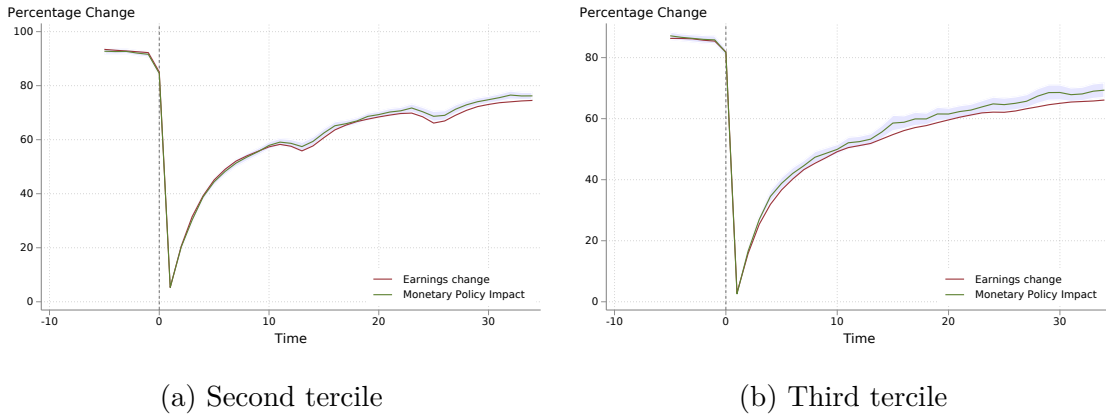 Percentage Change
100
80
60
40
20
0
-10
0
10
20
30
Time
Earnings change
Monetary Policy Impact
(a) Second tercile
Percentage Change
80
60
40
20
0
-10
0
10
20
30
Time
Earnings change
Monetary Policy Impact
(b) Third tercile